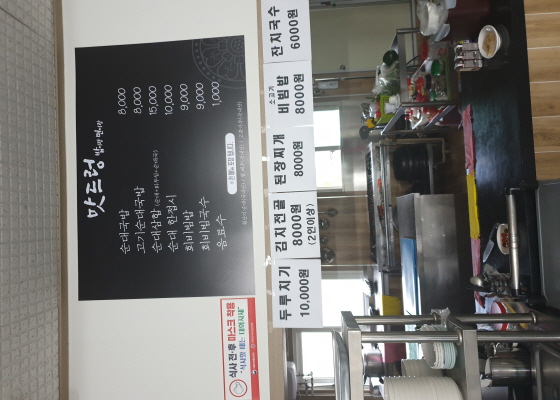 맛드렁
순대국밥 8,000
고기순대국밥 8,000
순대삼합 15,000
순대 한접시 10,000
회비빔밥 9,000
회비빔국수 9,000
음료수 1,000
두루치기
10,000원
김치전골
8000원
(2인이상)
된장찌개
8000원
소고기
비빔밥
8000원
잔치국수
6000원
식사 전·후 마스크 착용